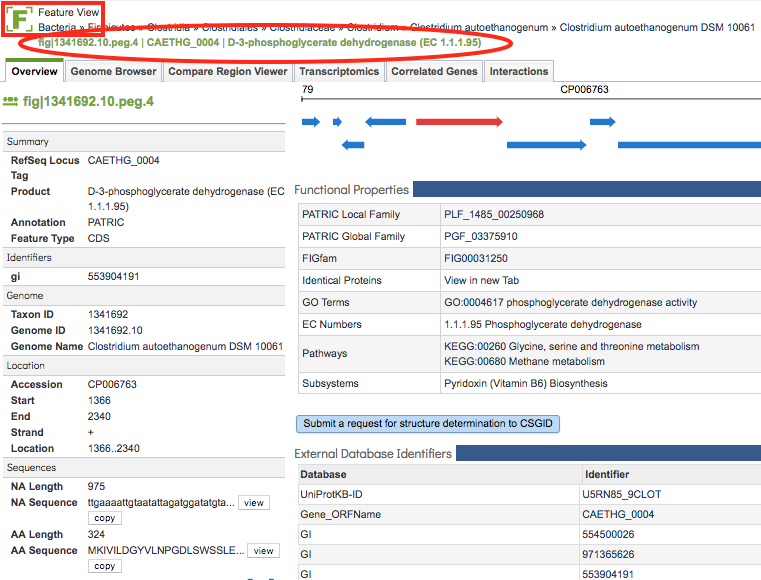 F Feature View
Bacteria » Firmicutes » Clostridia » Clostridiales » Clostridiaceae » Clostridium » Clostridium autoethanogenum » Clostridium autoethanogenum DSM 10061
fig|1341692.10.peg.4 | CAETHG_0004 | D-3-phosphoglycerate dehydrogenase (EC 1.1.1.95)
Overview Genome Browser Compare Region Viewer Transcriptomics Correlated Genes Interactions
fig|1341692.10.peg.4
79 CP006763
Summary
RefSeq Locus Tag CAETHG_0004
Product D-3-phosphoglycerate dehydrogenase (EC
1.1.1.95)
Annotation PATRIC
Feature Type CDS
Identifiers
gi 553904191
Genome
Taxon ID 1341692
Genome ID 1341692.10
Genome Name Clostridium autoethanogenum DSM 10061
Location
Accession CP006763
Start 1366
End 2340
Strand +
Location 1366..2340
Sequences
NA Length 975
NA Sequence ttgaaaattgtaatattagatggatatgta... view
copy
AA Length 324
AA Sequence MKIVILDGYVLNPGDLSWSSLE... view
copy
Functional Properties
PATRIC Local Family PLF_1485_00250968
PATRIC Global Family PGF_03375910
FIGfam FIG00031250
Identical Proteins View in new Tab
GO Terms GO:0004617 phosphoglycerate dehydrogenase activity
EC Numbers 1.1.1.95 Phosphoglycerate dehydrogenase
Pathways KEGG:00260 Glycine, serine and threonine metabolism
KEGG:00680 Methane metabolism
Subsystems Pyridoxin (Vitamin B6) Biosynthesis
Submit a request for structure determination to CSGID
External Database Identifiers
Database Identifier
UniProtKB-ID U5RN85_9CLOT
Gene_ORFName CAETHG_0004
GI 554500026
GI 971365626
GI 553904191